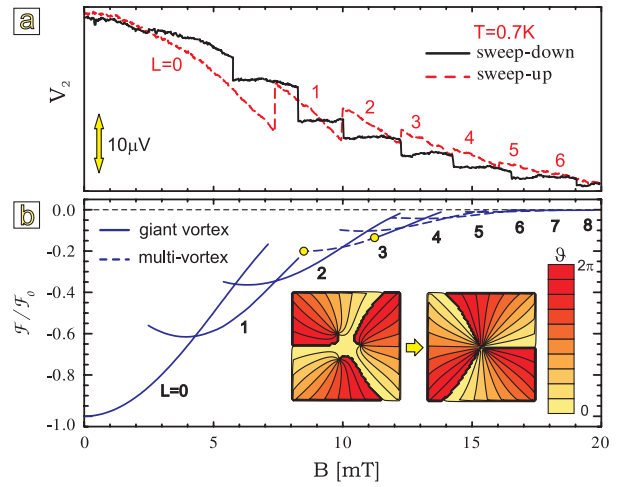 a
T=0.7K
sweep-down
sweep-up
L=0
1
2
3
4
5
6
V₂
10μV
b
0.0
-0.2
-0.4
-0.6
-0.8
-1.0
ℱ/ℱ₀
giant vortex
multi-vortex
L=0
1
2
3
4
5
6
7
8
ϑ
2π
0
0
5
10
15
20
B [mT]